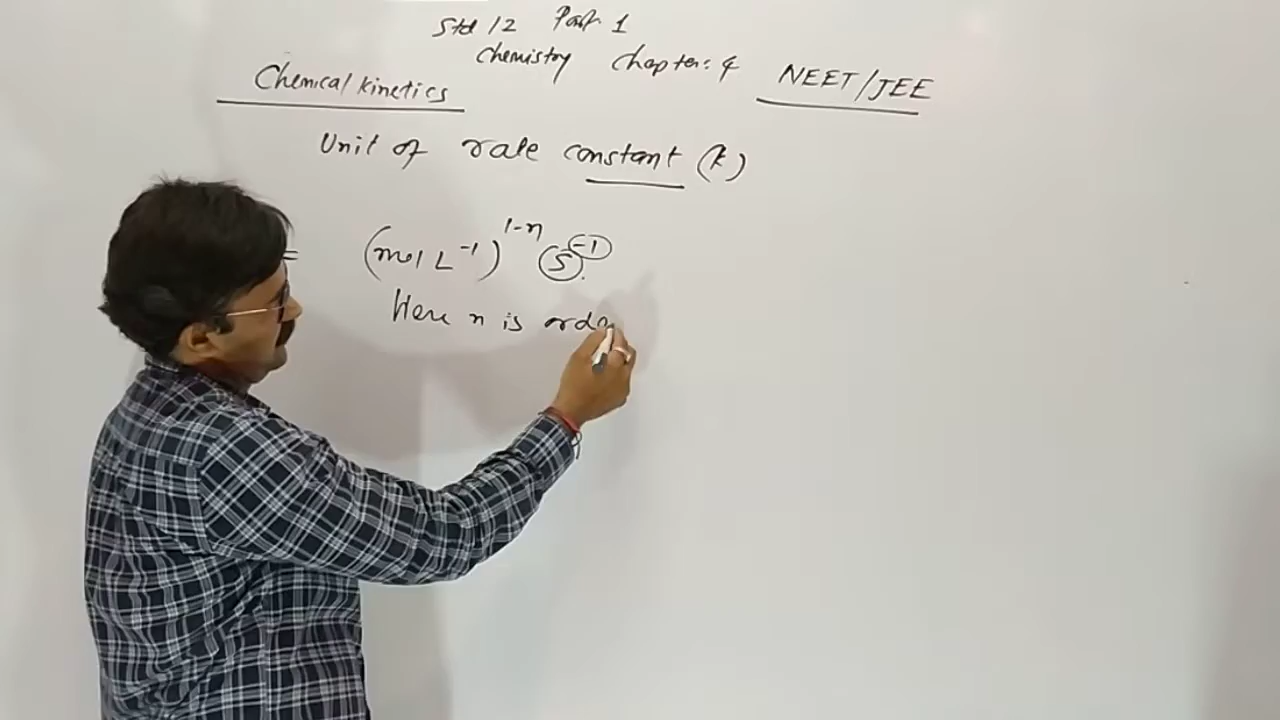 Std 12 Part 1
Chemistry Chapter: 4
Chemical kinetics
NEET/JEE
Unit of rate constant (k)
= (mol L⁻¹)¹⁻ⁿ S⁻¹.
Here n is orde